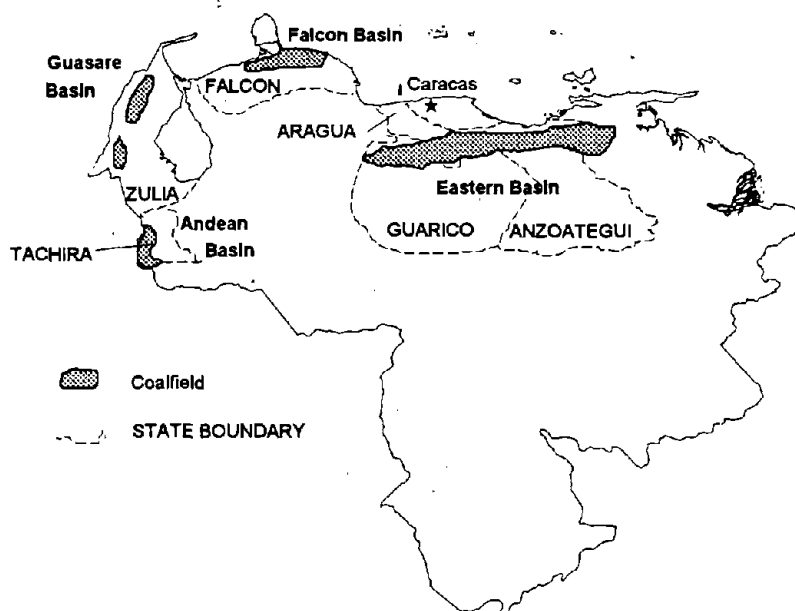 Falcon Basin
Guasare
Basin
FALCON
Caracas
ARAGUA
ZULIA
Eastern Basin
Andean
Basin
GUARICO
ANZOATEGUI
TACHIRA
Coalfield
STATE BOUNDARY